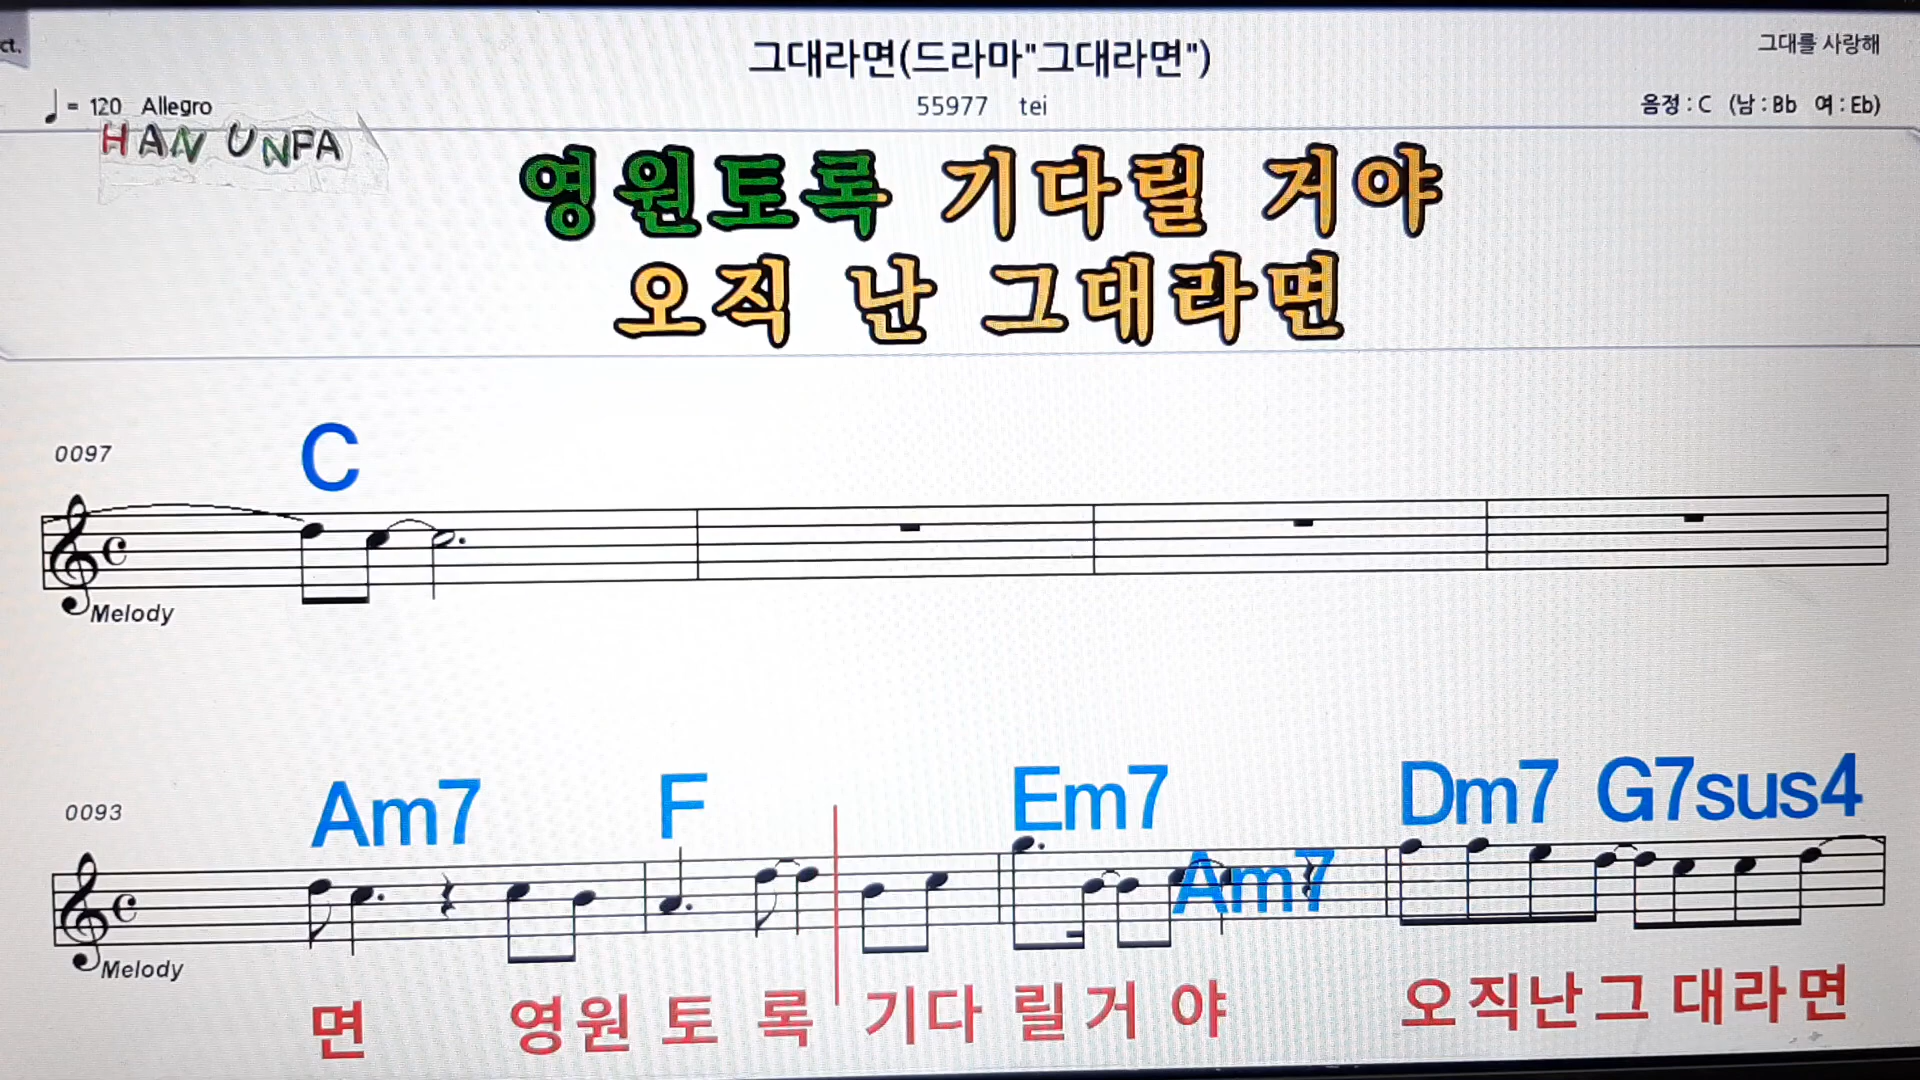 ct.
그대라면(드라마"그대라면")
그대를 사랑해
♩ = 120 Allegro
55977 tei
음정 : C (남 : Bb 여 : Eb)
HAN UNFA
영원토록 기다릴 거야
오직 난 그대라면
0097
C
Melody
0093
Am7 F Em7 Am7 Dm7 G7sus4
Melody
면 영원 토 록 기다 릴거 야 오직난그 대라면